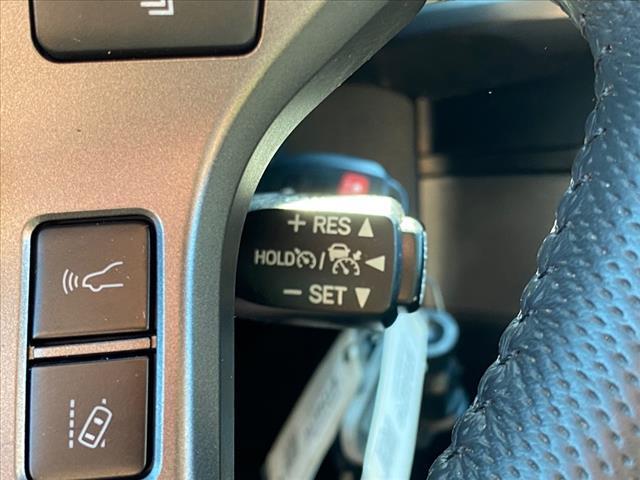 + RES ▲
HOLD / ◀
− SET ▼